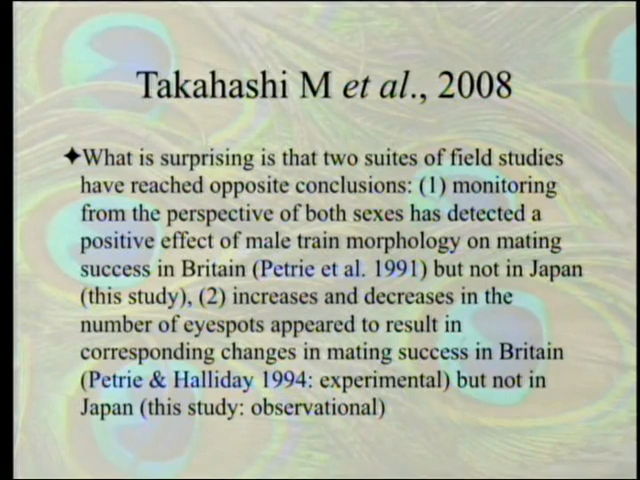 Takahashi M et al., 2008
✦What is surprising is that two suites of field studies
have reached opposite conclusions: (1) monitoring
from the perspective of both sexes has detected a
positive effect of male train morphology on mating
success in Britain (Petrie et al. 1991) but not in Japan
(this study), (2) increases and decreases in the
number of eyespots appeared to result in
corresponding changes in mating success in Britain
(Petrie & Halliday 1994: experimental) but not in
Japan (this study: observational)